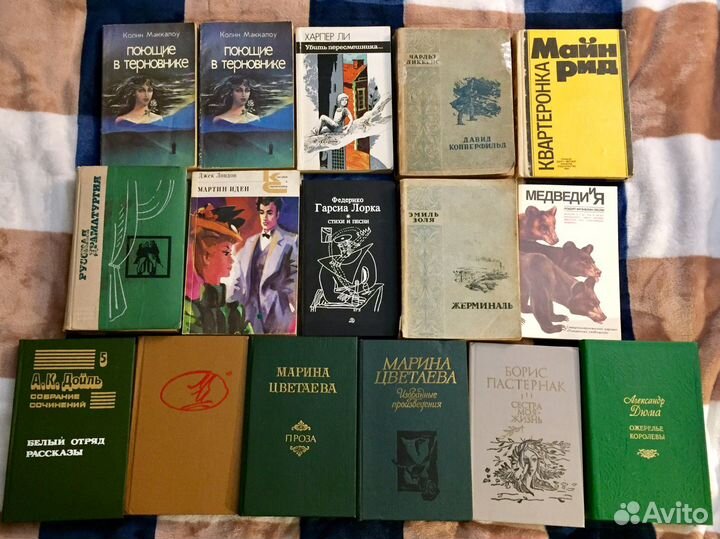 Колин Маккалоу
ПОЮЩИЕ
В ТЕРНОВНИКЕ
Колин Маккалоу
ПОЮЩИЕ
В ТЕРНОВНИКЕ
ХАРПЕР ЛИ
Убить пересмешника...
ЧАРЛЬЗ
ДИККЕНС
ДАВИД
КОППЕРФИЛЬД
Майн
Рид
КВАРТЕРОНКА
РУССКАЯ
ДРАМАТУРГИЯ
Джек Лондон
МАРТИН ИДЕН
Федерико
Гарсиа Лорка
СТИХИ И ПЕСНИ
ЭМИЛЬ
ЗОЛЯ
ЖЕРМИНАЛЬ
МЕДВЕДИ И Я
5
А.К. Дойль
СОБРАНИЕ
СОЧИНЕНИЙ
БЕЛЫЙ ОТРЯД
РАССКАЗЫ
МАРИНА
ЦВЕТАЕВА
ПРОЗА
МАРИНА
ЦВЕТАЕВА
Избранные
произведения
БОРИС
ПАСТЕРНАК
СЕСТРА МОЯ
ЖИЗНЬ
Александр
Дюма
ОЖЕРЕЛЬЕ
КОРОЛЕВЫ
Avito